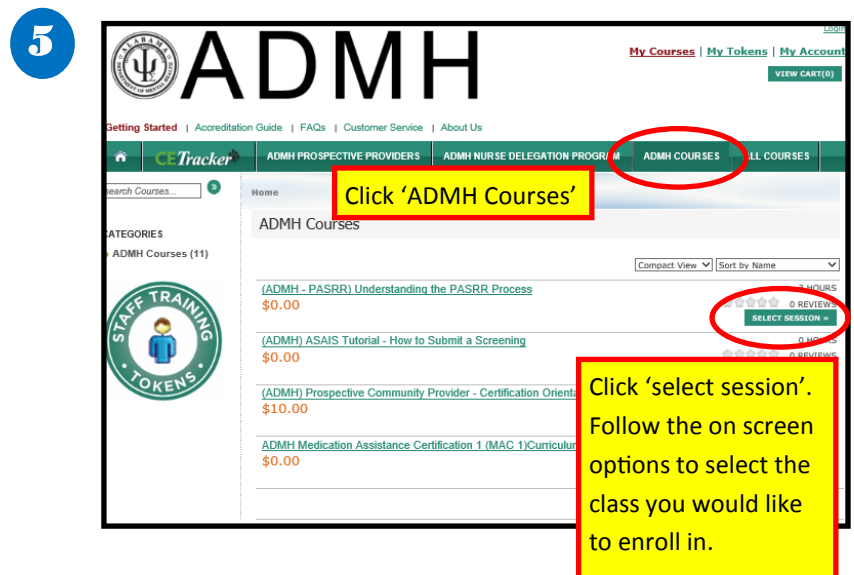 5
Login
ADMH
My Courses | My Tokens | My Account
VIEW CART(0)
Getting Started | Accreditation Guide | FAQs | Customer Service | About Us
CETracker
ADMH PROSPECTIVE PROVIDERS
ADMH NURSE DELEGATION PROGRAM
ADMH COURSES
ALL COURSES
Search Courses...
Home
Click ‘ADMH Courses’
CATEGORIES
ADMH Courses
ADMH Courses (11)
Compact View
Sort by Name
(ADMH - PASRR) Understanding the PASRR Process
HOURS
$0.00
0 REVIEWS
SELECT SESSION »
STAFF TRAINING
TOKENS
(ADMH) ASAIS Tutorial - How to Submit a Screening
0 HOURS
$0.00
0 REVIEWS
(ADMH) Prospective Community Provider - Certification
$10.00
ADMH Medication Assistance Certification 1 (MAC 1)Curriculum
$0.00
Click ‘select session’.
Follow the on screen
options to select the
class you would like
to enroll in.